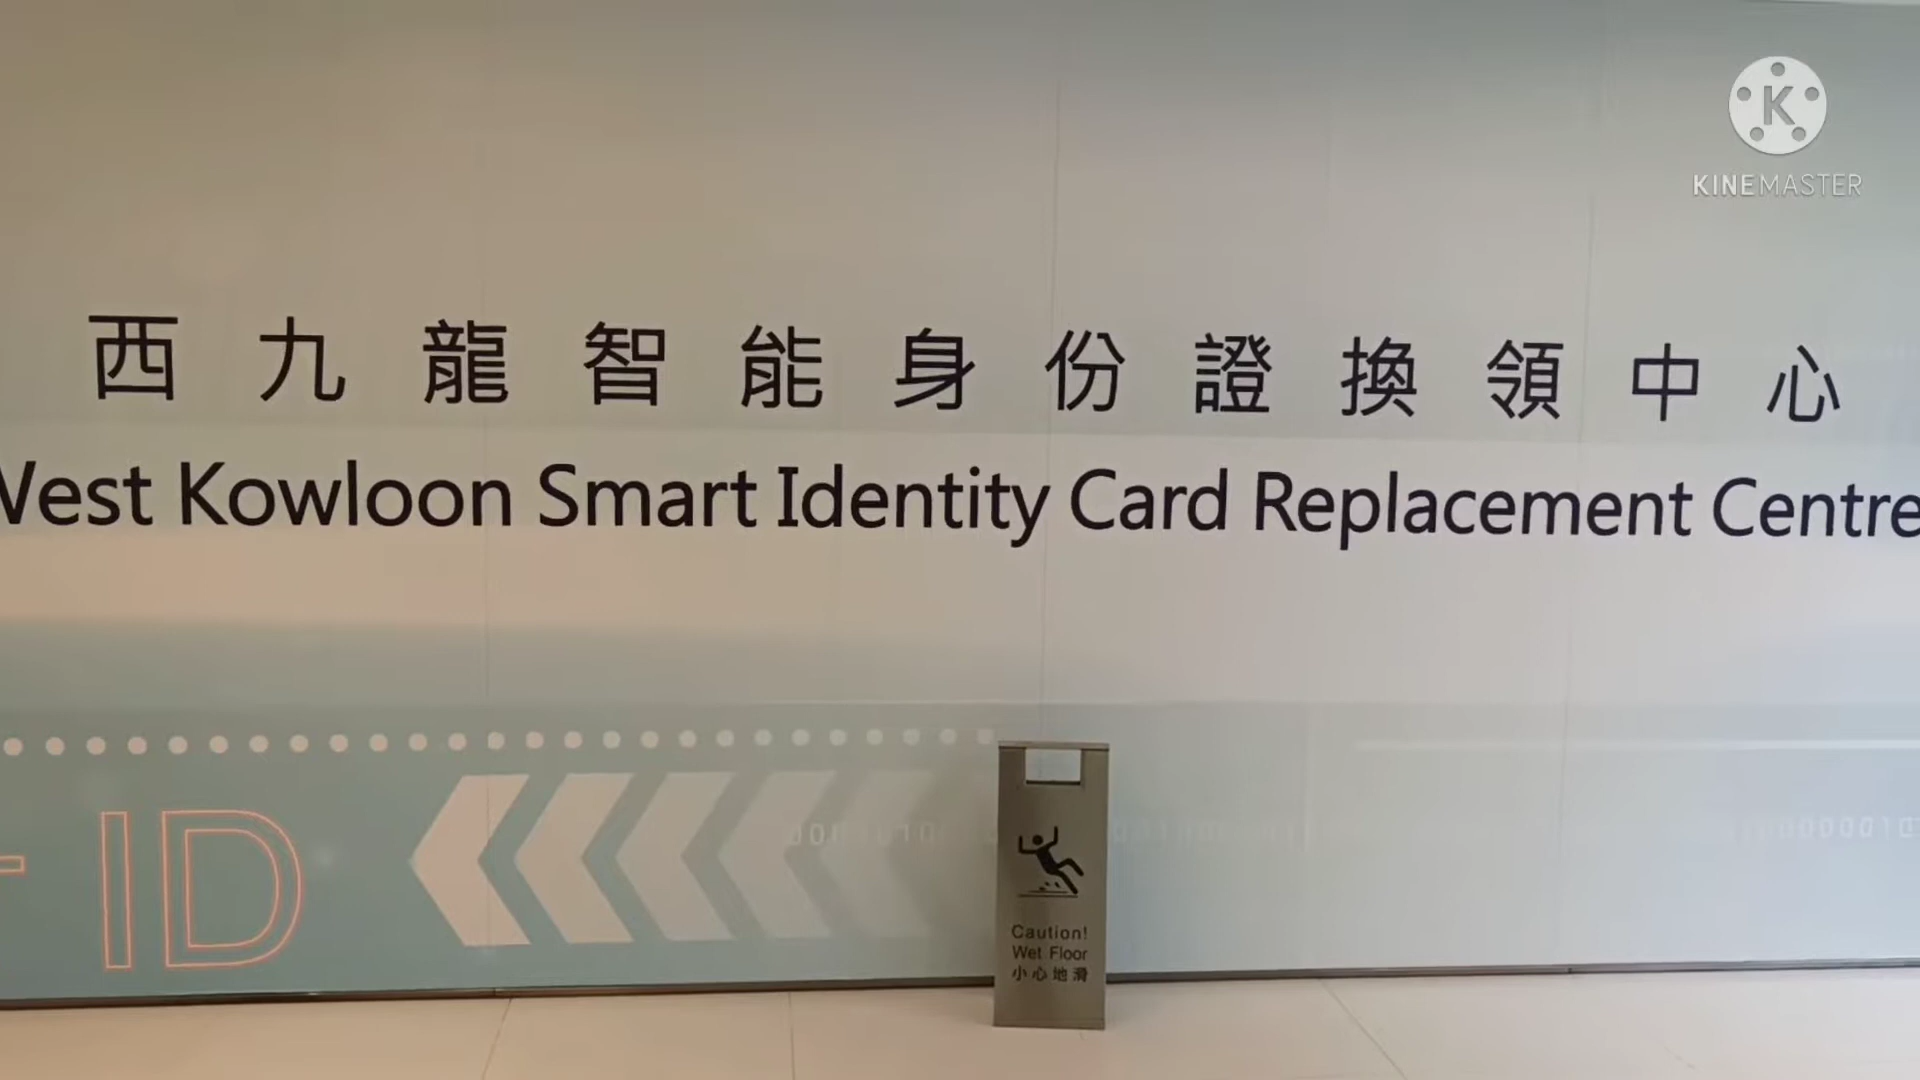 K
KINEMASTER
西九龍智能身份證換領中心
West Kowloon Smart Identity Card Replacement Centre
ID
Caution!
Wet Floor
小心地滑